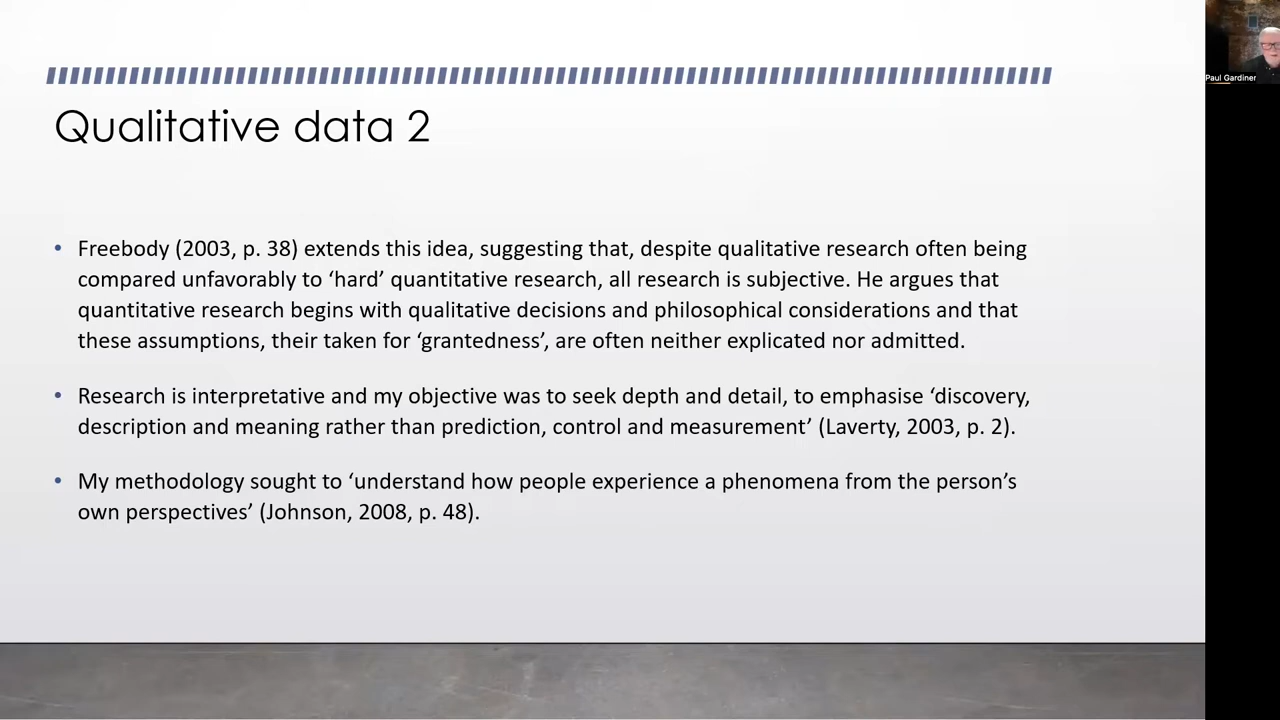 Qualitative data 2
• Freebody (2003, p. 38) extends this idea, suggesting that, despite qualitative research often being
compared unfavorably to ‘hard’ quantitative research, all research is subjective. He argues that
quantitative research begins with qualitative decisions and philosophical considerations and that
these assumptions, their taken for ‘grantedness’, are often neither explicated nor admitted.
• Research is interpretative and my objective was to seek depth and detail, to emphasise ‘discovery,
description and meaning rather than prediction, control and measurement’ (Laverty, 2003, p. 2).
• My methodology sought to ‘understand how people experience a phenomena from the person’s
own perspectives’ (Johnson, 2008, p. 48).
Paul Gardiner